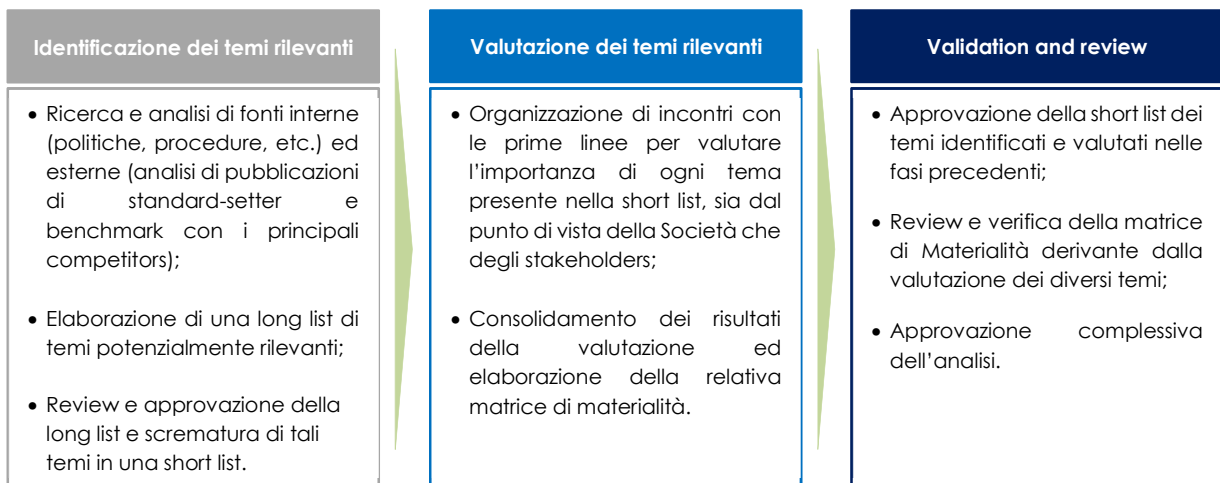 Identificazione dei temi rilevanti
• Ricerca e analisi di fonti interne
(politiche, procedure, etc.) ed
esterne (analisi di pubblicazioni
di standard-setter e
benchmark con i principali
competitors);
• Elaborazione di una long list di
temi potenzialmente rilevanti;
• Review e approvazione della
long list e scrematura di tali
temi in una short list.
Valutazione dei temi rilevanti
• Organizzazione di incontri con
le prime linee per valutare
l’importanza di ogni tema
presente nella short list, sia dal
punto di vista della Società che
degli stakeholders;
• Consolidamento dei risultati
della valutazione ed
elaborazione della relativa
matrice di materialità.
Validation and review
• Approvazione della short list dei
temi identificati e valutati nelle
fasi precedenti;
• Review e verifica della matrice
di Materialità derivante dalla
valutazione dei diversi temi;
• Approvazione complessiva
dell’analisi.